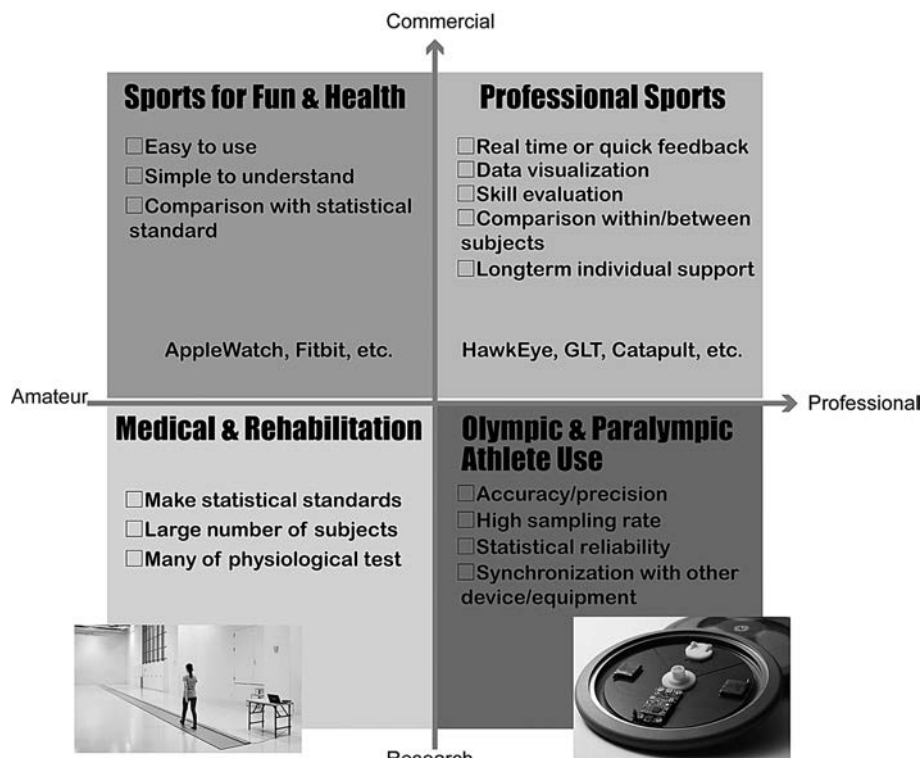 Commercial
Sports for Fun & Health
□Easy to use
□Simple to understand
□Comparison with statistical
standard
AppleWatch, Fitbit, etc.
Professional Sports
□Real time or quick feedback
□Data visualization
□Skill evaluation
□Comparison within/between
subjects
□Longterm individual support
HawkEye, GLT, Catapult, etc.
Amateur
Professional
Medical & Rehabilitation
□Make statistical standards
□Large number of subjects
□Many of physiological test
Olympic & Paralympic
Athlete Use
□Accuracy/precision
□High sampling rate
□Statistical reliability
□Synchronization with other
device/equipment
Research